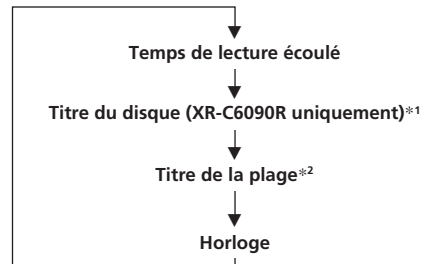 Temps de lecture écoulé
Titre du disque (XR-C6090R uniquement)*1
Titre de la plage*2
Horloge